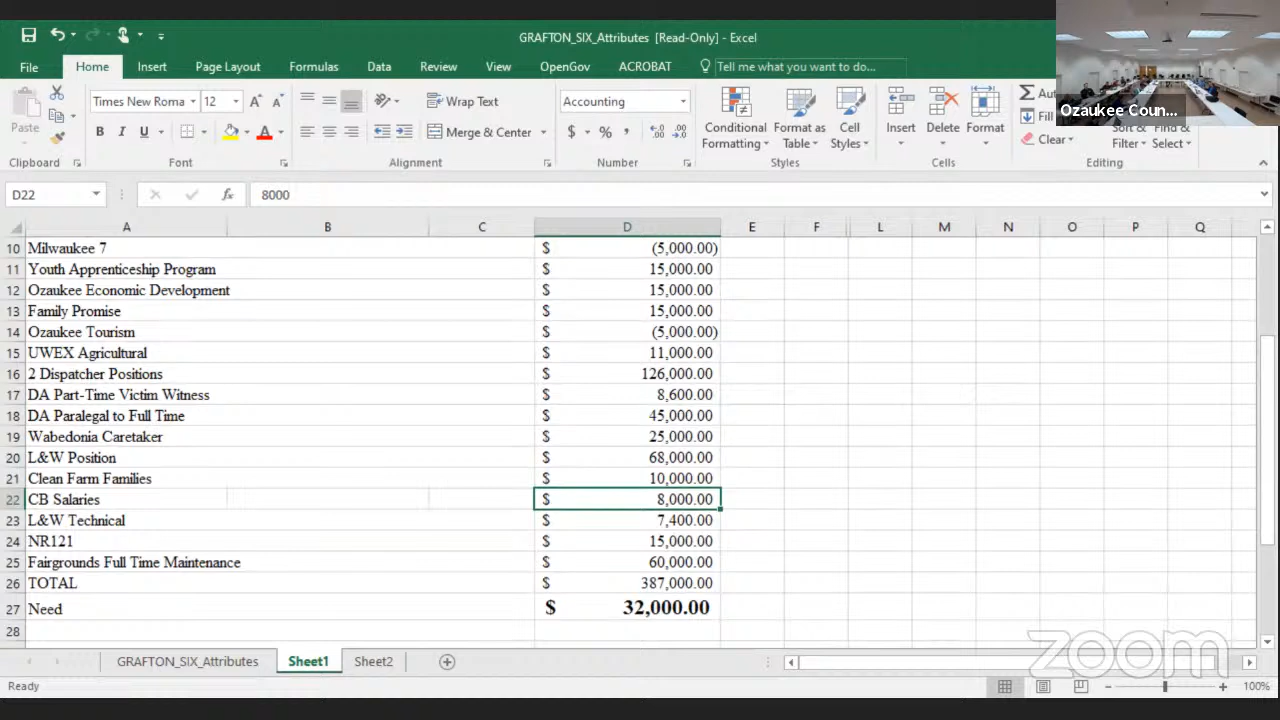 GRAFTON_SIX_Attributes [Read-Only] - Excel
File Home Insert Page Layout Formulas Data Review View OpenGov ACROBAT Tell me what you want to do...
Ozaukee Coun...
Paste
Times New Roma 12
B I U
Wrap Text
Merge & Center
Accounting
$ % ,
Conditional Formatting
Format as Table
Cell Styles
Insert
Delete
Format
Σ Aut
Fill
Clear
Sort & Filter
Find & Select
Clipboard Font Alignment Number Styles Cells Editing
D22 fx 8000
A B C D E F L M N O P Q
10 Milwaukee 7 $ (5,000.00)
11 Youth Apprenticeship Program $ 15,000.00
12 Ozaukee Economic Development $ 15,000.00
13 Family Promise $ 15,000.00
14 Ozaukee Tourism $ (5,000.00)
15 UWEX Agricultural $ 11,000.00
16 2 Dispatcher Positions $ 126,000.00
17 DA Part-Time Victim Witness $ 8,600.00
18 DA Paralegal to Full Time $ 45,000.00
19 Wabedonia Caretaker $ 25,000.00
20 L&W Position $ 68,000.00
21 Clean Farm Families $ 10,000.00
22 CB Salaries $ 8,000.00
23 L&W Technical $ 7,400.00
24 NR121 $ 15,000.00
25 Fairgrounds Full Time Maintenance $ 60,000.00
26 TOTAL $ 387,000.00
27 Need $ 32,000.00
28
zoom
GRAFTON_SIX_Attributes Sheet1 Sheet2
Ready 100%